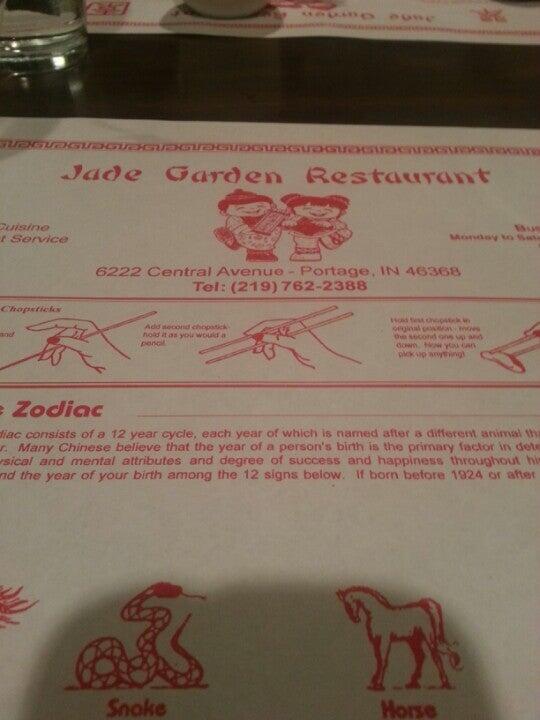 Jade Garden
Jade Garden Restaurant
Cuisine
t Service
Bus
Monday to Sat
6222 Central Avenue - Portage, IN 46368
Tel: (219) 762-2388
Chopsticks
and
Add second chopstick-
hold it as you would a
pencil.
Hold first chopstick in
original position - move
the second one up and
down. Now you can
pick up anything!
e Zodiac
diac consists of a 12 year cycle, each year of which is named after a different animal tha
r. Many Chinese believe that the year of a person's birth is the primary factor in dete
ysical and mental attributes and degree of success and happiness throughout hi
nd the year of your birth among the 12 signs below. If born before 1924 or after
Snake
Horse